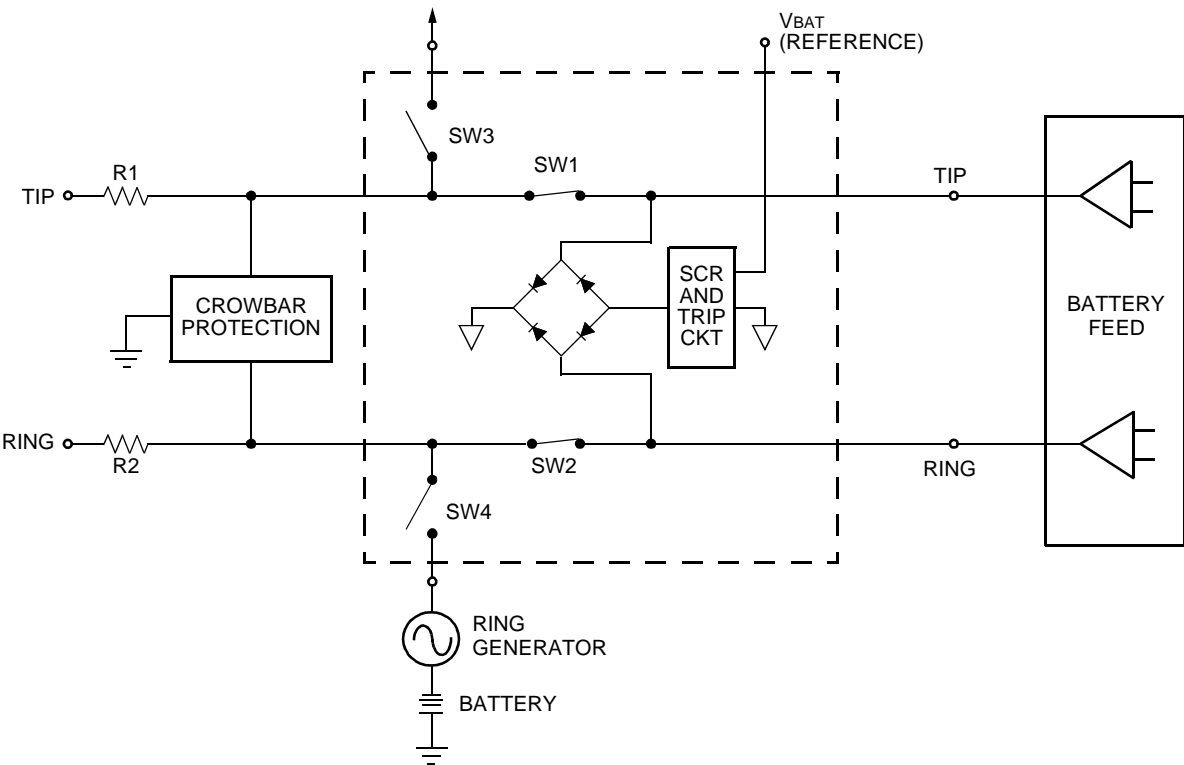 VBAT
(REFERENCE)
SW3
SW1
R1
TIP
TIP
SCR
AND
TRIP
CKT
CROWBAR
PROTECTION
BATTERY
FEED
RING
R2
SW2
RING
SW4
RING
GENERATOR
BATTERY